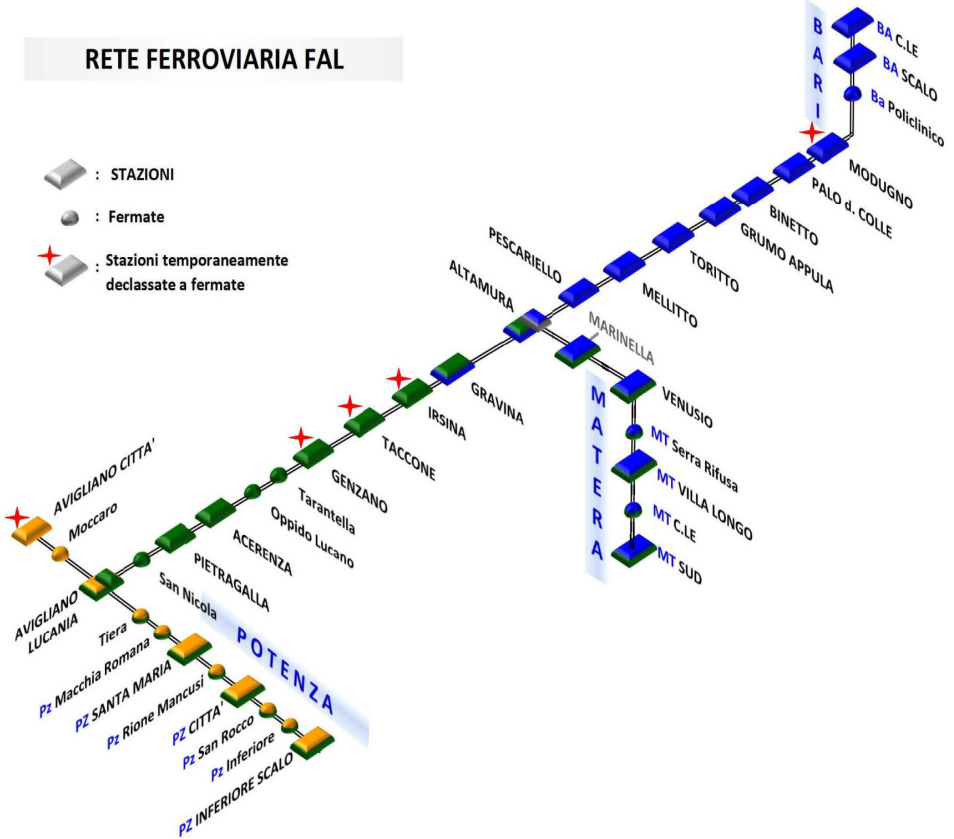 RETE FERROVIARIA FAL
: STAZIONI
: Fermate
: Stazioni temporaneamente
declassate a fermate
BARI
BA C.LE
BA SCALO
Ba Policlinico
MODUGNO
PALO d. COLLE
BINETTO
GRUMO APPULA
TORITTO
MELLITTO
PESCARIELLO
ALTAMURA
MARINELLA
VENUSIO
MATERA
MT Serra Rifusa
MT VILLA LONGO
MT C.LE
MT SUD
GRAVINA
IRSINA
TACCONE
GENZANO
Tarantella
Oppido Lucano
ACERENZA
PIETRAGALLA
San Nicola
AVIGLIANO CITTA'
Moccaro
AVIGLIANO
LUCANIA
POTENZA
Tiera
Pz Macchia Romana
PZ SANTA MARIA
Pz Rione Mancusi
PZ CITTA'
Pz San Rocco
Pz Inferiore
PZ INFERIORE SCALO